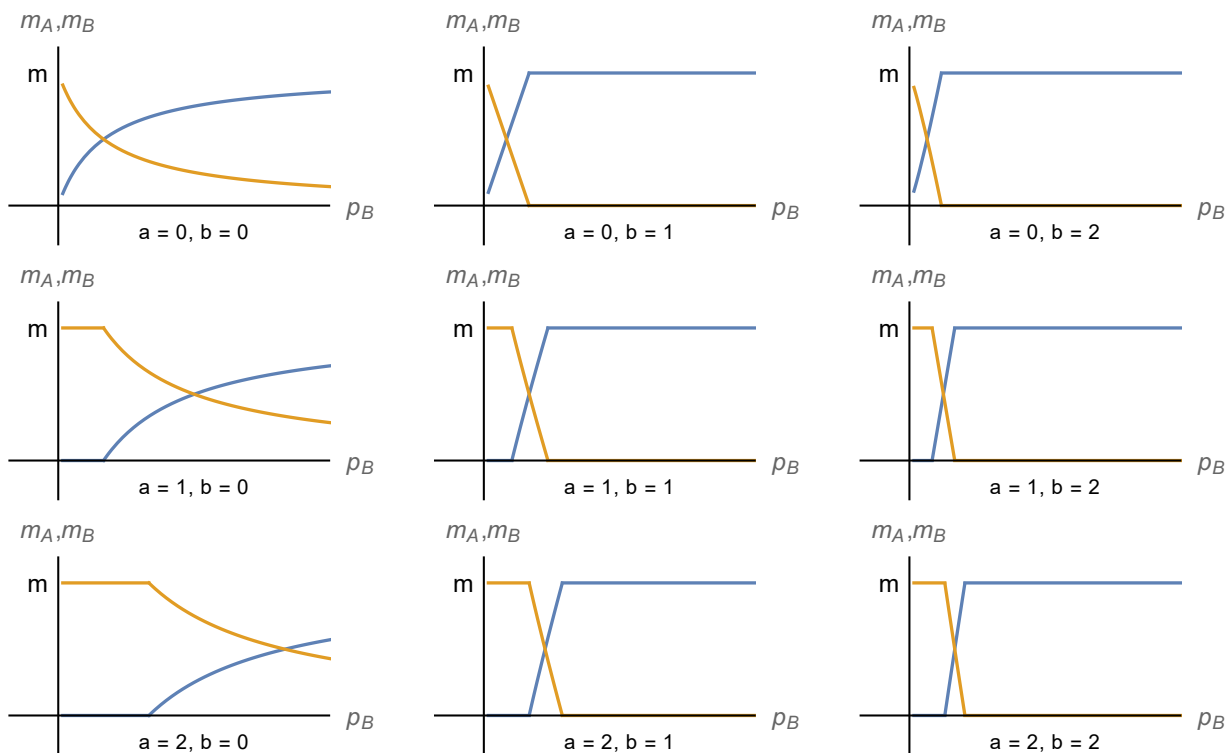 m_A,m_B m_A,m_B m_A,m_B
m m m
p_B p_B p_B
a = 0, b = 0 a = 0, b = 1 a = 0, b = 2
m_A,m_B m_A,m_B m_A,m_B
m m m
p_B p_B p_B
a = 1, b = 0 a = 1, b = 1 a = 1, b = 2
m_A,m_B m_A,m_B m_A,m_B
m m m
p_B p_B p_B
a = 2, b = 0 a = 2, b = 1 a = 2, b = 2